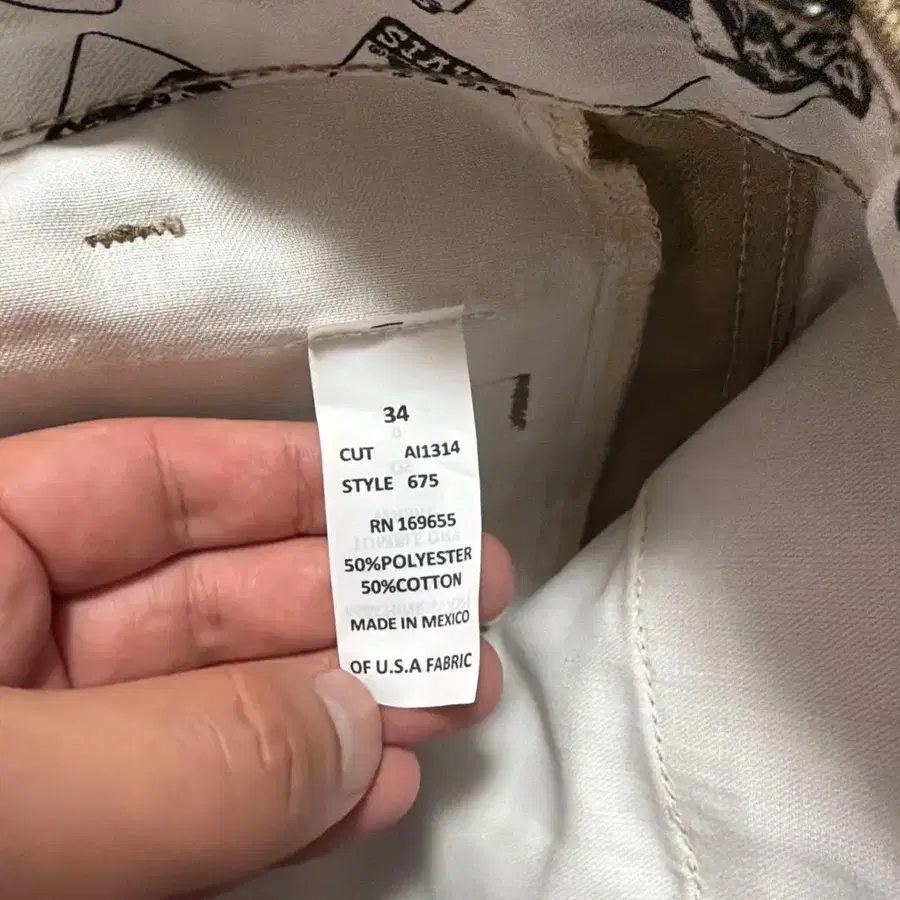 34
CUT AI1314
STYLE 675
RN 169655
50%POLYESTER
50%COTTON
MADE IN MEXICO
OF U.S.A FABRIC